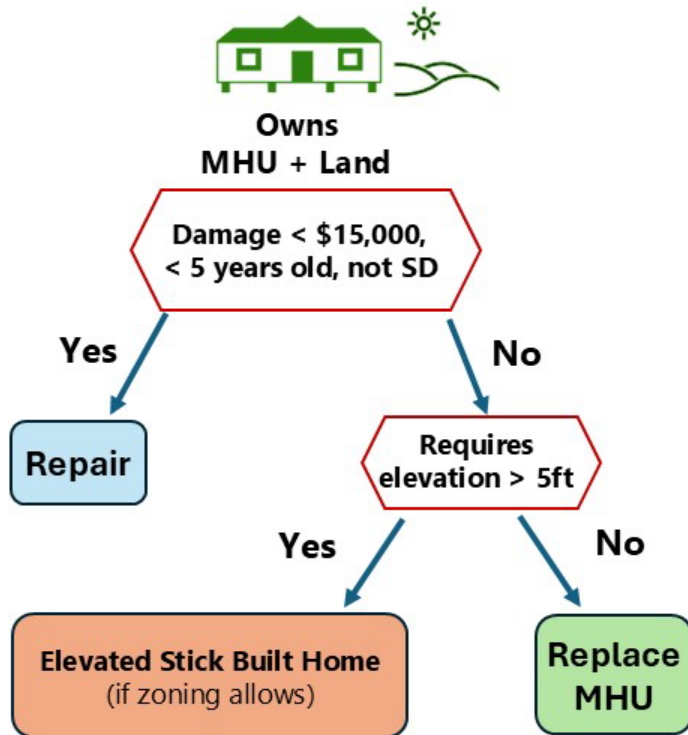 Owns
MHU + Land
Damage < $15,000,
< 5 years old, not SD
Yes
No
Repair
Requires
elevation > 5ft
Yes
No
Elevated Stick Built Home
(if zoning allows)
Replace
MHU